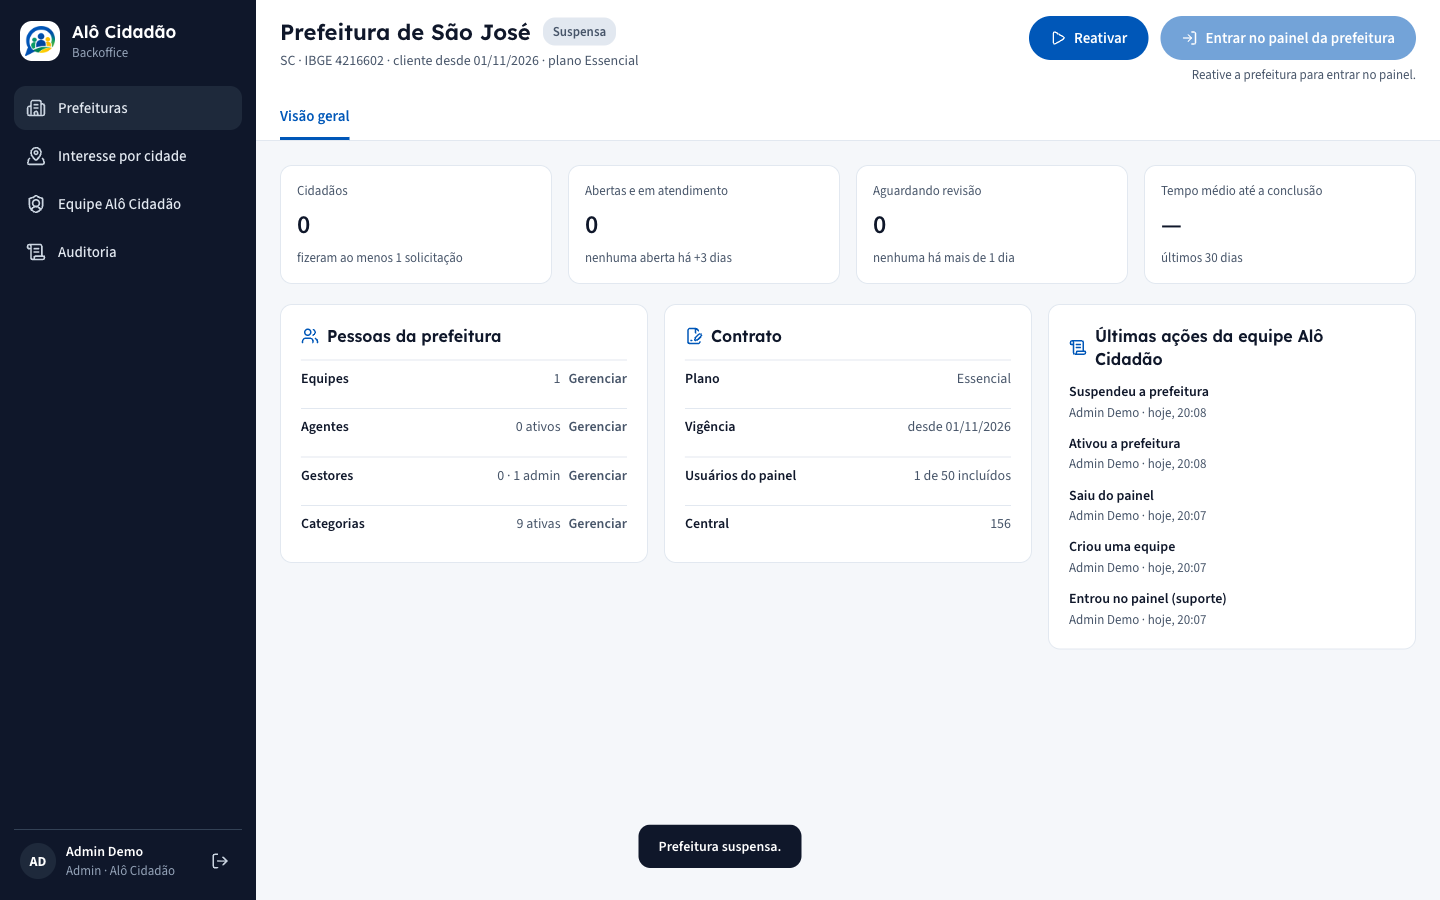 Alô Cidadão
Backoffice
Prefeituras
Interesse por cidade
Equipe Alô Cidadão
Auditoria
AD
Admin Demo
Admin · Alô Cidadão
Prefeitura de São José
Suspensa
SC · IBGE 4216602 · cliente desde 01/11/2026 · plano Essencial
Reativar
Entrar no painel da prefeitura
Reative a prefeitura para entrar no painel.
Visão geral
Cidadãos
0
fizeram ao menos 1 solicitação
Abertas e em atendimento
0
nenhuma aberta há +3 dias
Aguardando revisão
0
nenhuma há mais de 1 dia
Tempo médio até a conclusão
—
últimos 30 dias
Pessoas da prefeitura
Equipes 1 Gerenciar
Agentes 0 ativos Gerenciar
Gestores 0 · 1 admin Gerenciar
Categorias 9 ativas Gerenciar
Contrato
Plano Essencial
Vigência desde 01/11/2026
Usuários do painel 1 de 50 incluídos
Central 156
Últimas ações da equipe Alô
Cidadão
Suspendeu a prefeitura
Admin Demo · hoje, 20:08
Ativou a prefeitura
Admin Demo · hoje, 20:08
Saiu do painel
Admin Demo · hoje, 20:07
Criou uma equipe
Admin Demo · hoje, 20:07
Entrou no painel (suporte)
Admin Demo · hoje, 20:07
Prefeitura suspensa.